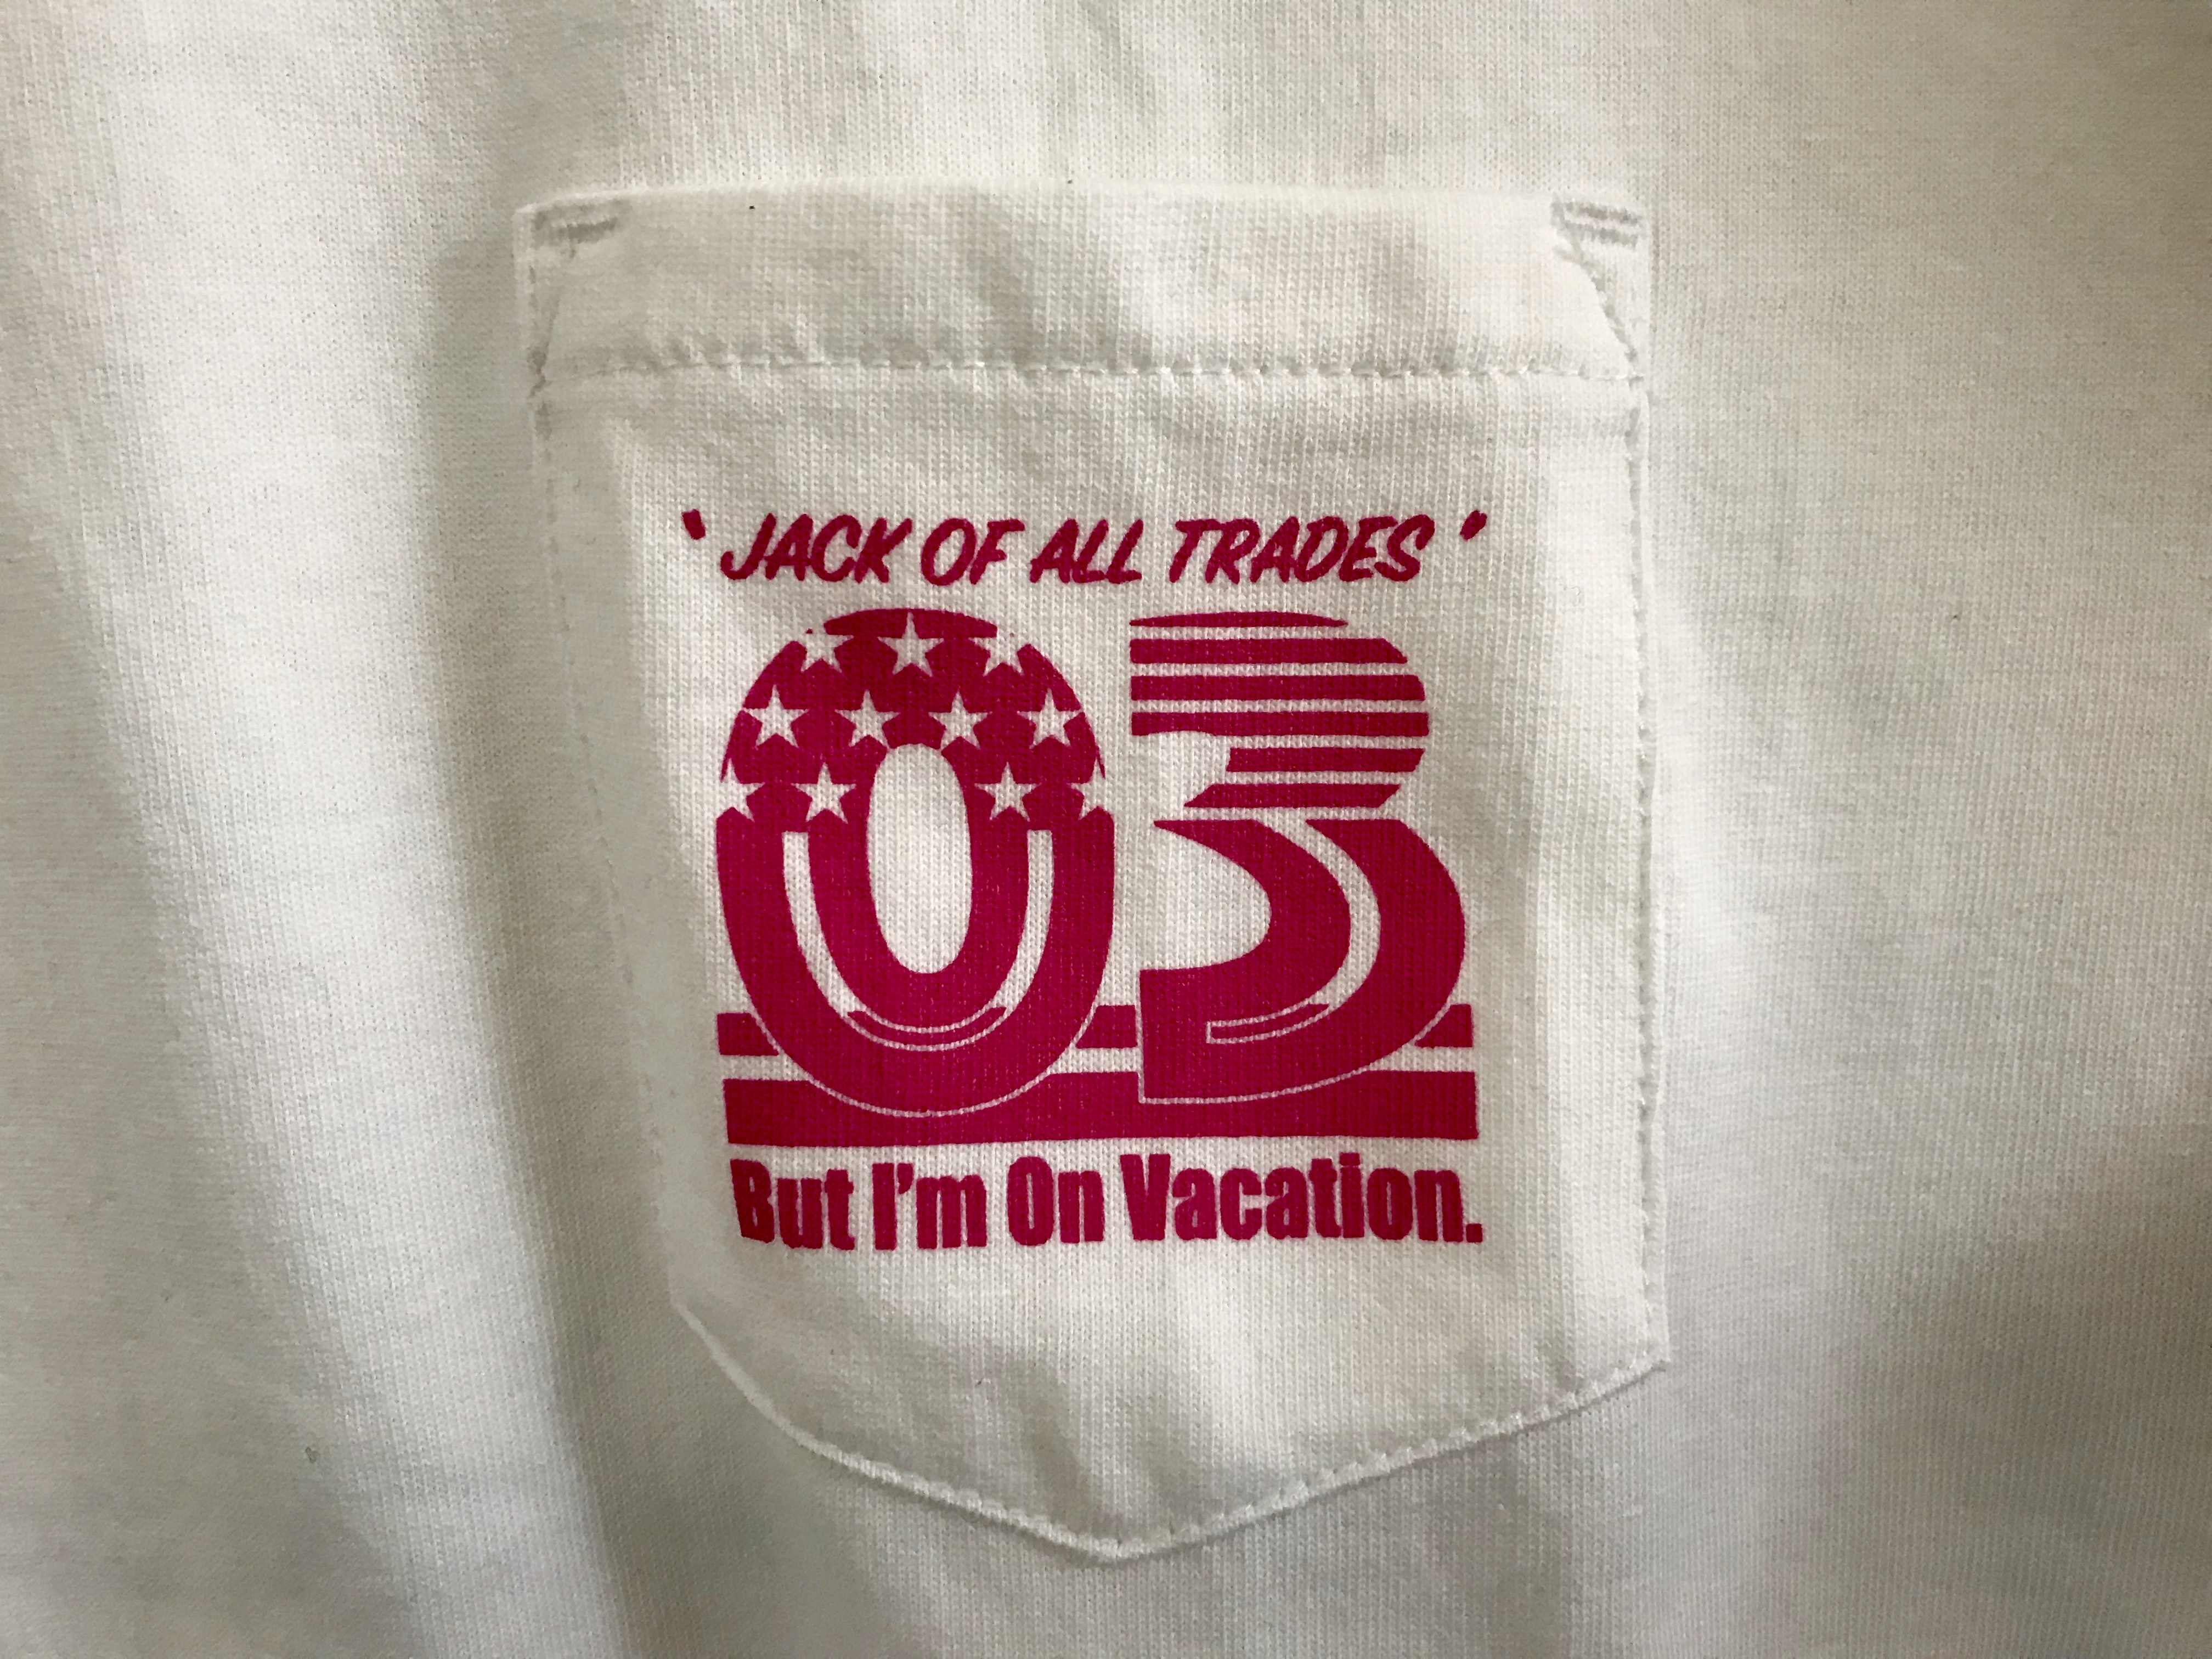 "JACK OF ALL TRADES"
03
But I'm On Vacation.